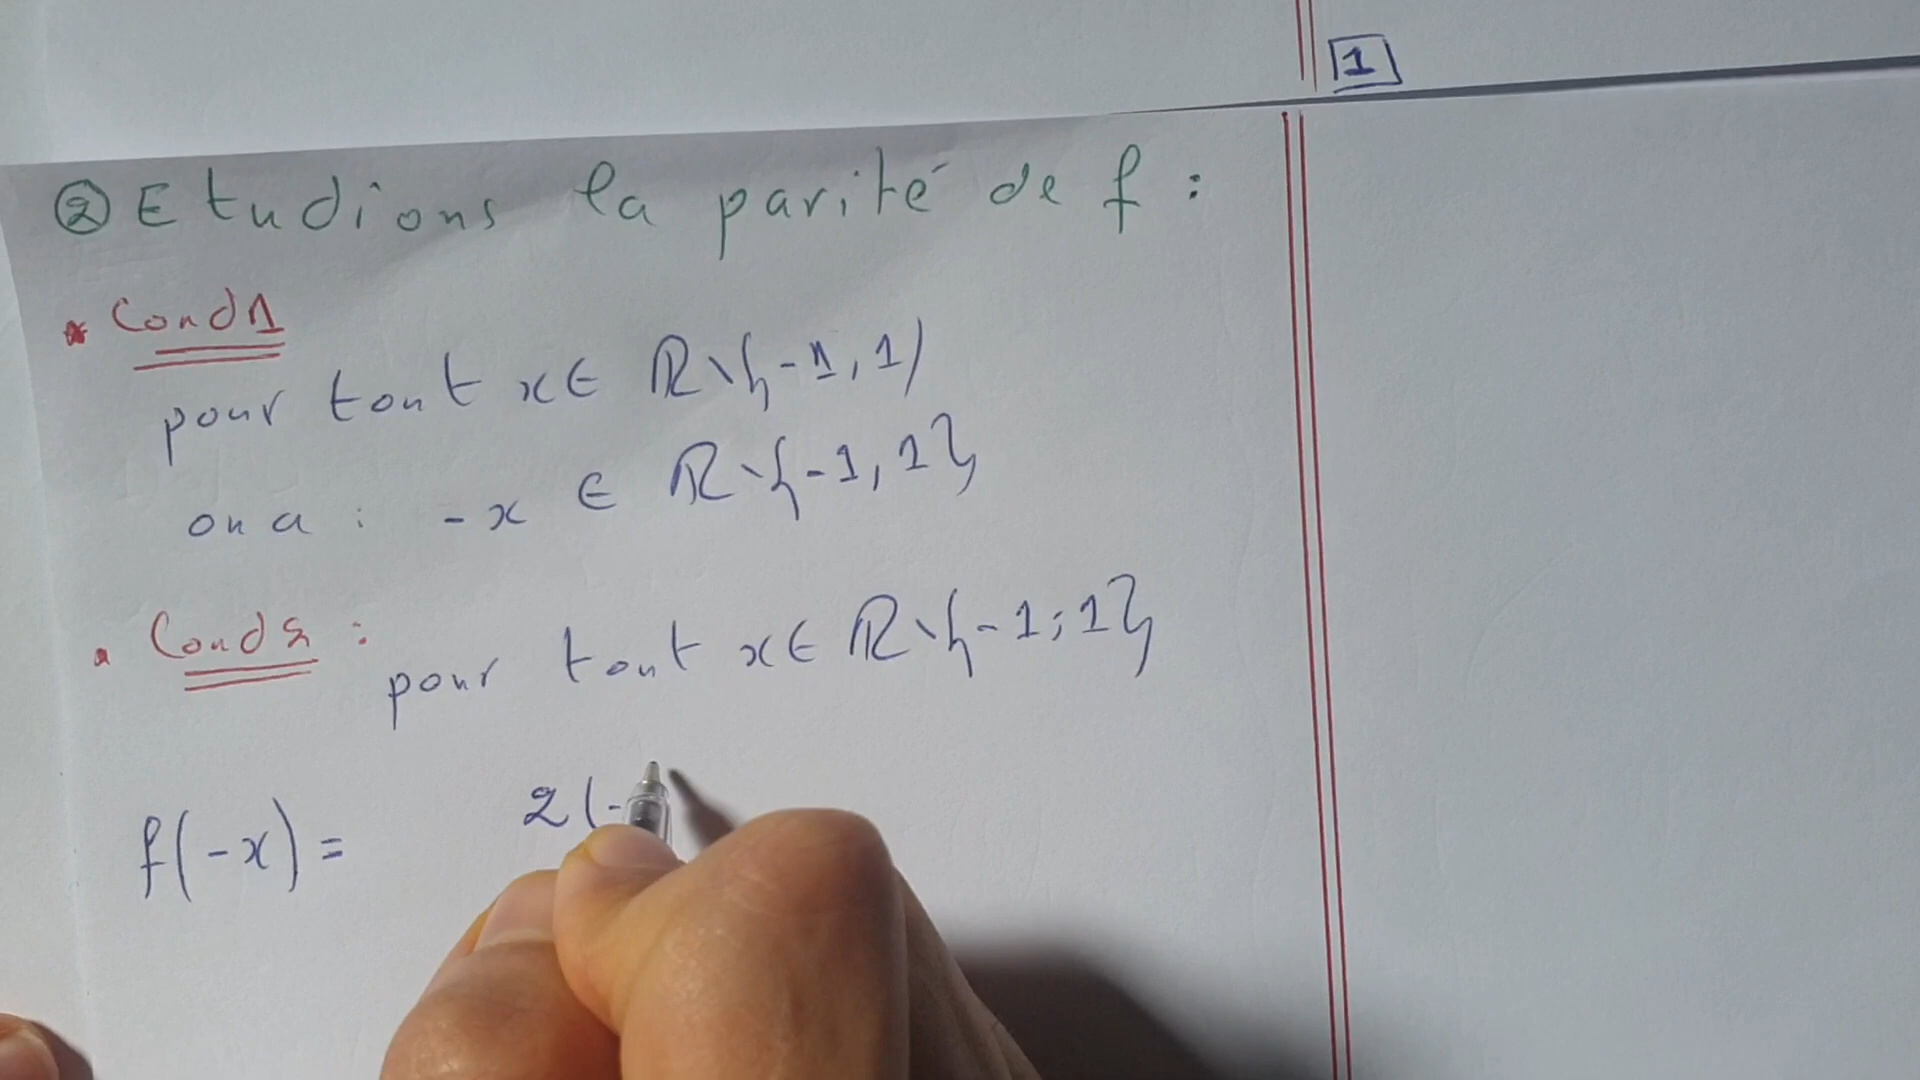 1
② Etudions la parité de f :
* Cond1
pour tout x∈ ℝ\{-1,1}
on a : -x ∈ ℝ\{-1,1}
• Cond2 :
pour tout x∈ ℝ\{-1;1}
f(-x) = 2(-